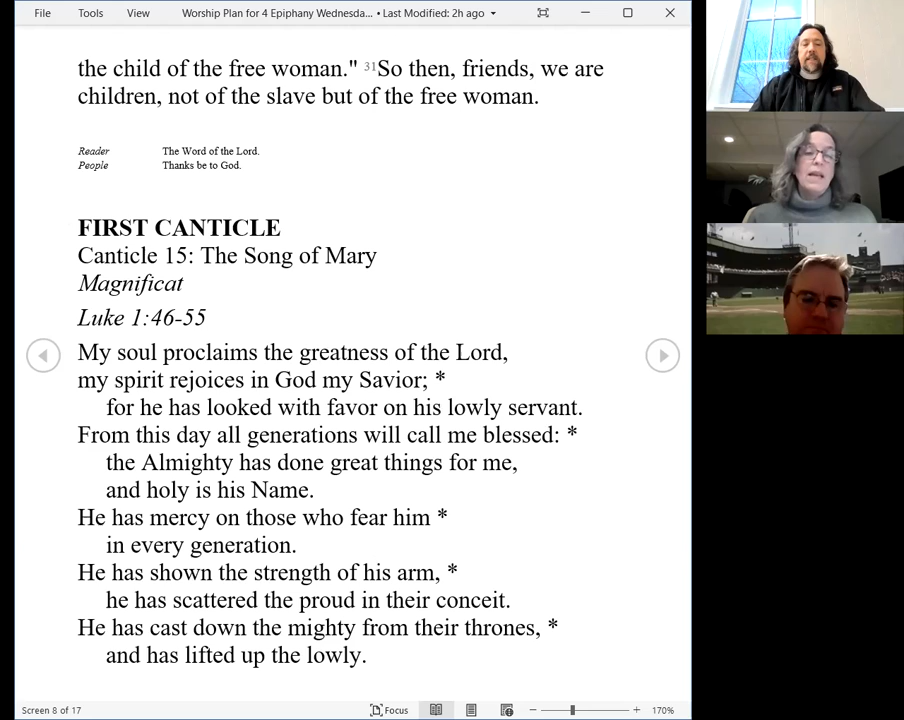 File Tools View Worship Plan for 4 Epiphany Wednesda... • Last Modified: 2h ago
the child of the free woman." 31So then, friends, we are
children, not of the slave but of the free woman.
Reader The Word of the Lord.
People Thanks be to God.
FIRST CANTICLE
Canticle 15: The Song of Mary
Magnificat
Luke 1:46-55
My soul proclaims the greatness of the Lord,
my spirit rejoices in God my Savior; *
for he has looked with favor on his lowly servant.
From this day all generations will call me blessed: *
the Almighty has done great things for me,
and holy is his Name.
He has mercy on those who fear him *
in every generation.
He has shown the strength of his arm, *
he has scattered the proud in their conceit.
He has cast down the mighty from their thrones, *
and has lifted up the lowly.
Screen 8 of 17 Focus 170%